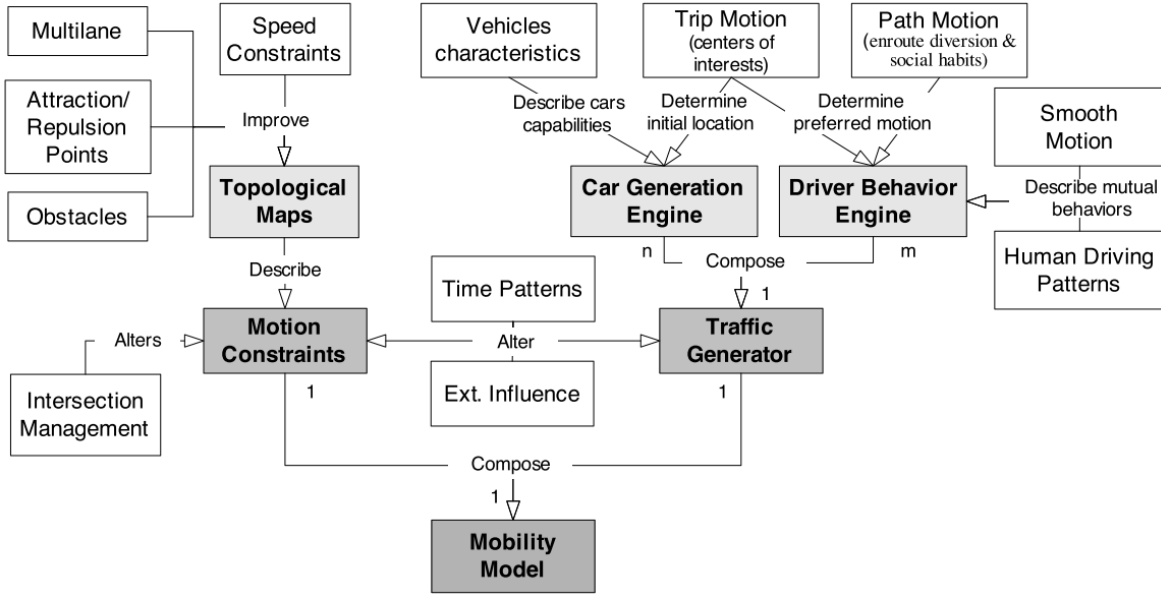 Multilane
Speed
Constraints
Vehicles
characteristics
Trip Motion
(centers of
interests)
Path Motion
(enroute diversion &
social habits)
Attraction/
Repulsion
Points
Improve
Describe cars
capabilities
Determine
initial location
Determine
preferred motion
Smooth
Motion
Obstacles
Topological
Maps
Car Generation
Engine
Driver Behavior
Engine
Describe mutual
behaviors
n
Compose
m
1
Human Driving
Patterns
Describe
Time Patterns
Alters
Motion
Constraints
Alter
Traffic
Generator
1
1
Intersection
Management
Ext. Influence
Compose
1
Mobility
Model